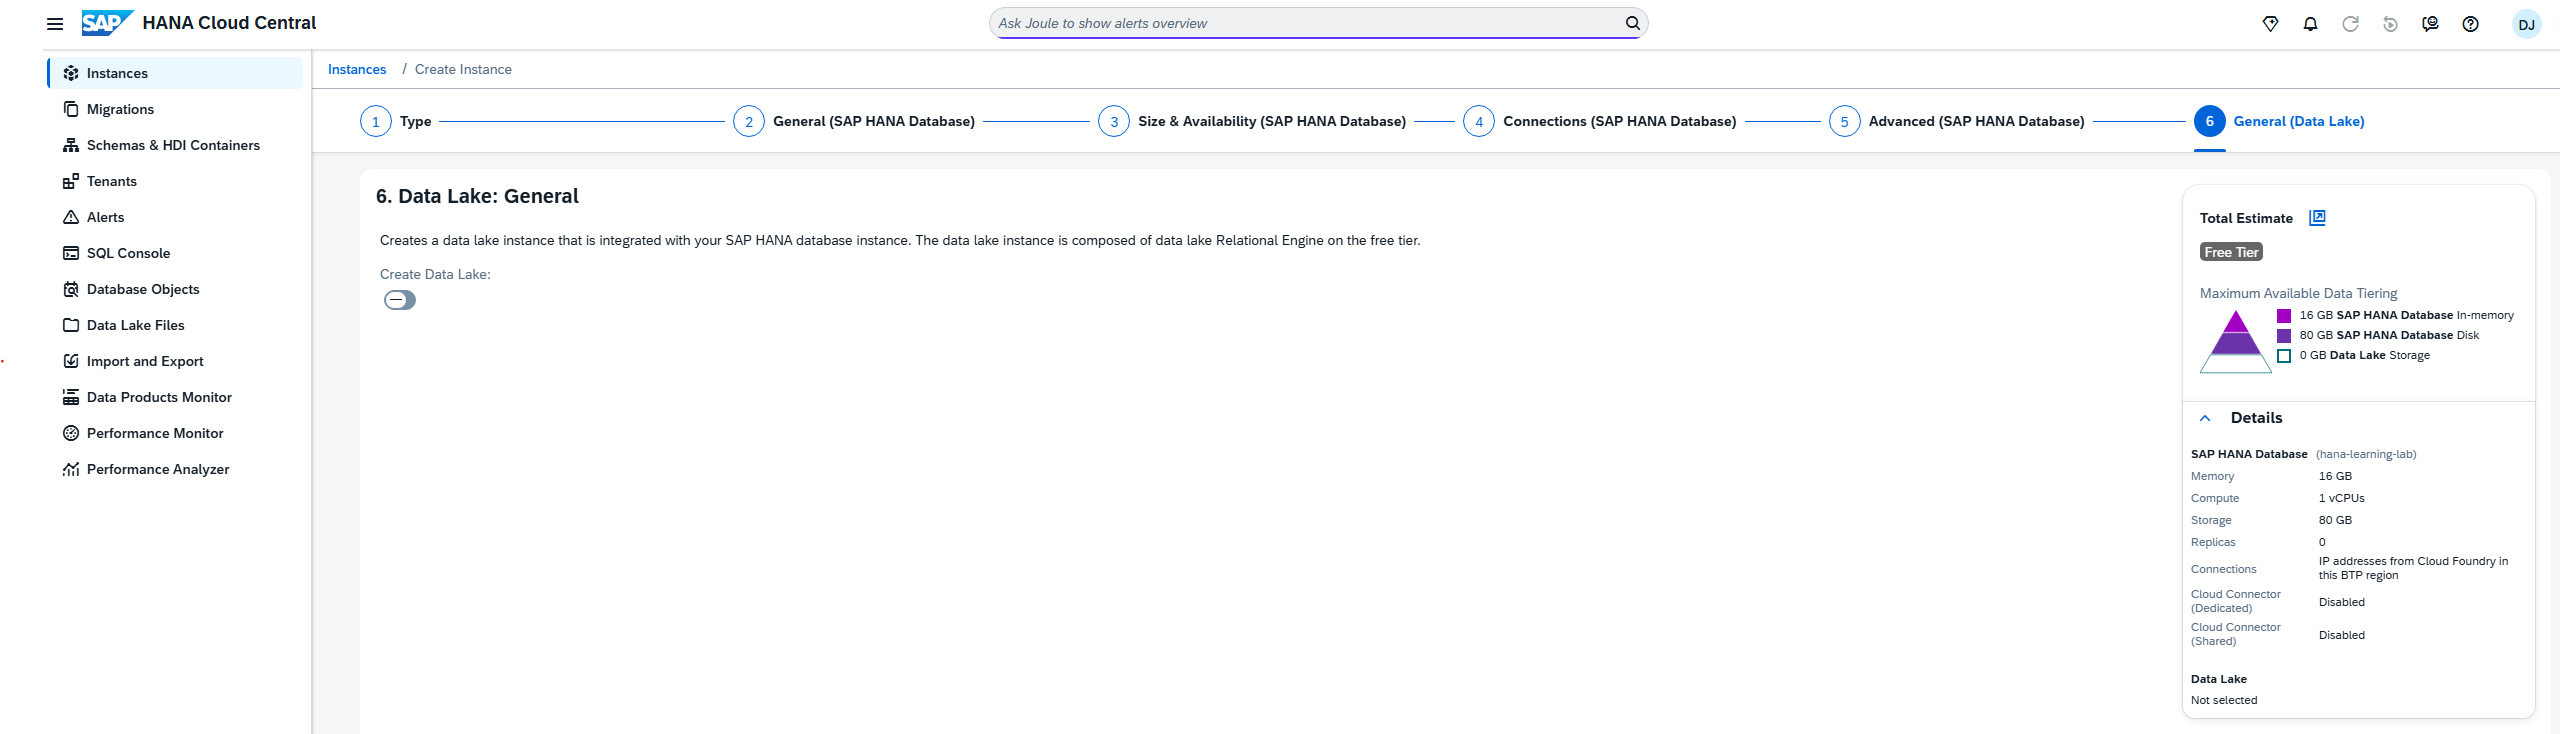 SAP HANA Cloud Central
Ask Joule to show alerts overview
DJ
Instances
Migrations
Schemas & HDI Containers
Tenants
Alerts
SQL Console
Database Objects
Data Lake Files
Import and Export
Data Products Monitor
Performance Monitor
Performance Analyzer
Instances / Create Instance
1 Type
2 General (SAP HANA Database)
3 Size & Availability (SAP HANA Database)
4 Connections (SAP HANA Database)
5 Advanced (SAP HANA Database)
6 General (Data Lake)
6. Data Lake: General
Creates a data lake instance that is integrated with your SAP HANA database instance. The data lake instance is composed of data lake Relational Engine on the free tier.
Create Data Lake:
Total Estimate
Free Tier
Maximum Available Data Tiering
16 GB SAP HANA Database In-memory
80 GB SAP HANA Database Disk
0 GB Data Lake Storage
Details
SAP HANA Database (hana-learning-lab)
Memory 16 GB
Compute 1 vCPUs
Storage 80 GB
Replicas 0
Connections IP addresses from Cloud Foundry in
this BTP region
Cloud Connector
(Dedicated) Disabled
Cloud Connector
(Shared) Disabled
Data Lake
Not selected